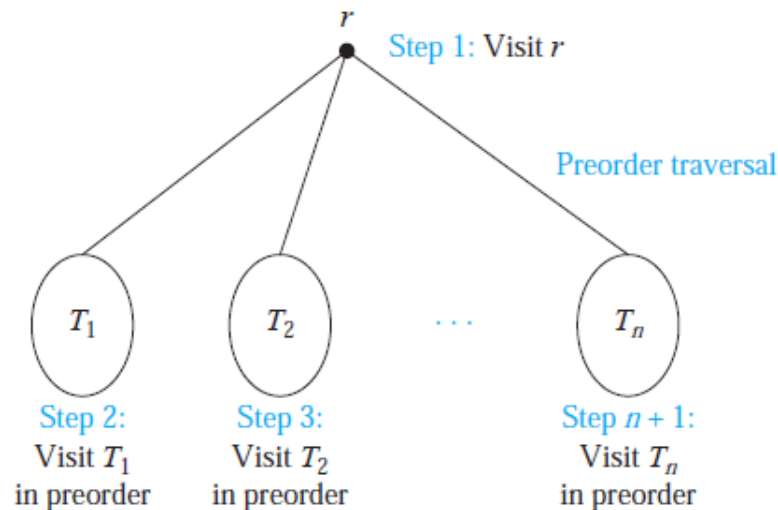 r
Step 1: Visit r
Preorder traversal
T₁
T₂
...
Tₙ
Step 2:
Visit T₁
in preorder
Step 3:
Visit T₂
in preorder
Step n + 1:
Visit Tₙ
in preorder